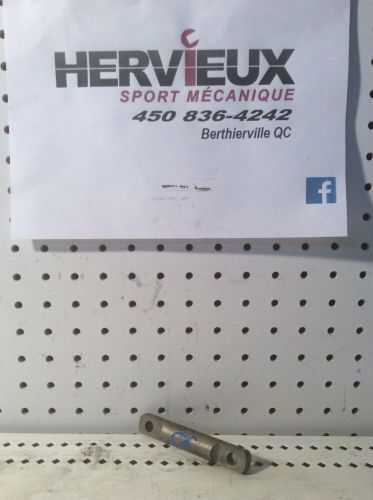 HERVIEUX
SPORT MÉCANIQUE
450 836-4242
Berthierville QC
f